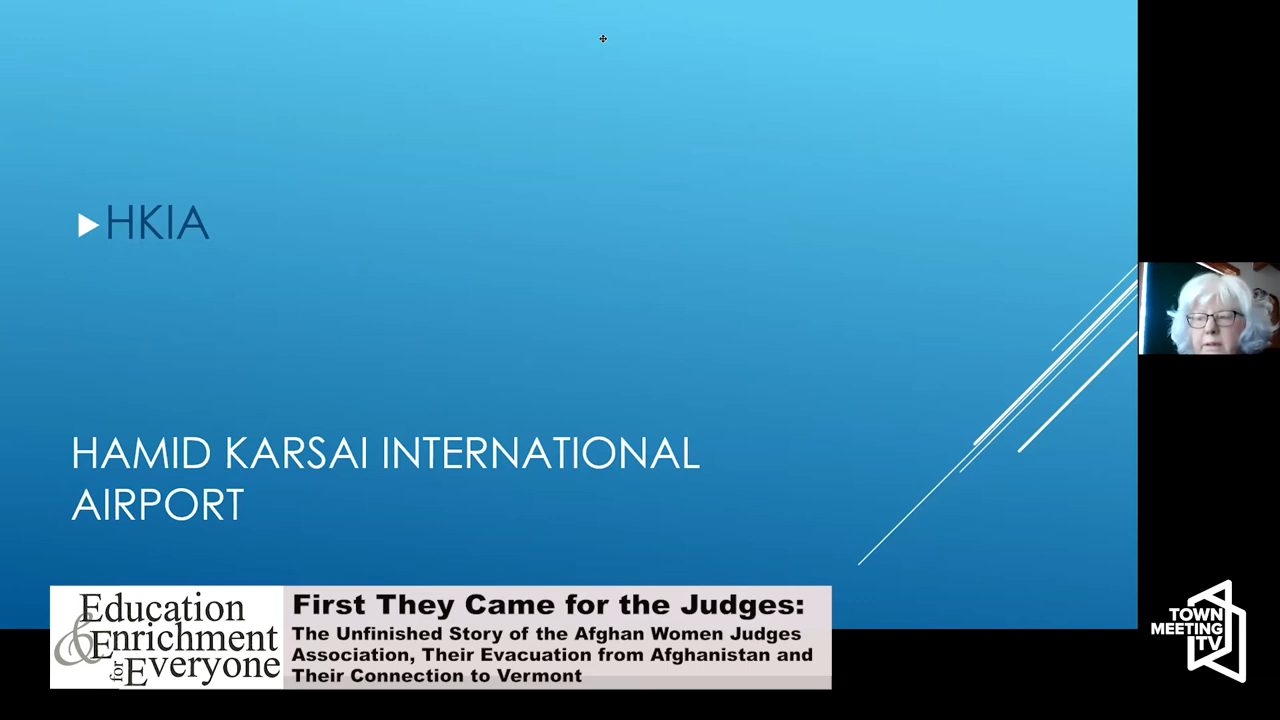 HKIA
HAMID KARSAI INTERNATIONAL
AIRPORT
Education
& Enrichment
for Everyone
First They Came for the Judges:
The Unfinished Story of the Afghan Women Judges
Association, Their Evacuation from Afghanistan and
Their Connection to Vermont
TOWN
MEETING
TV